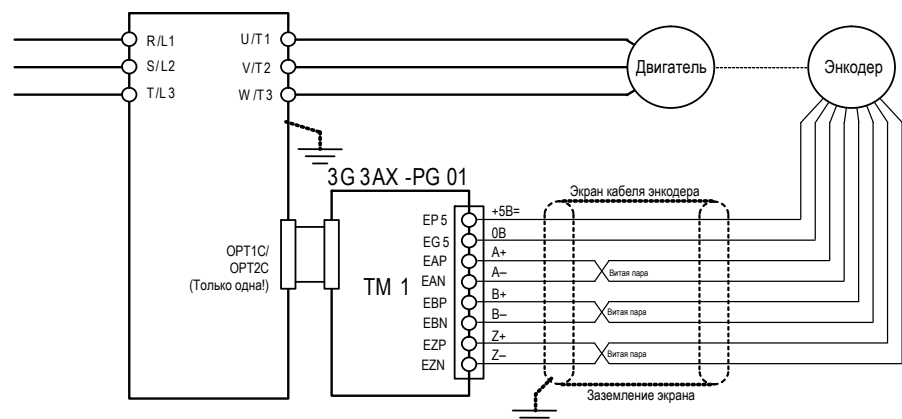 R/L1
U/T1
S/L2
V/T2
T/L3
W/T3
Двигатель
Энкодер
3G3AX-PG01
Экран кабеля энкодера
OPT1C/
OPT2C
(Только одна!)
TM 1
EP5
+5В=
EG5
0В
EAP
A+
EAN
A–
Витая пара
EBP
B+
EBN
B–
Витая пара
EZP
Z+
EZN
Z–
Витая пара
Заземление экрана